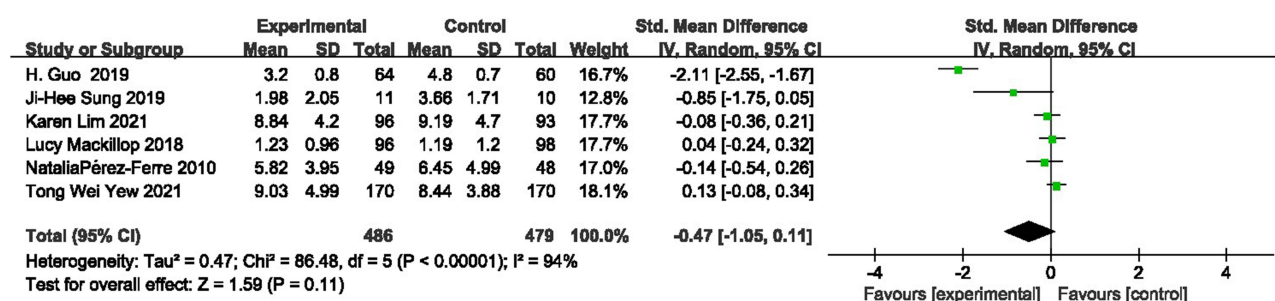 Experimental Control Std. Mean Difference Std. Mean Difference
Study or Subgroup Mean SD Total Mean SD Total Weight IV, Random, 95% CI IV, Random, 95% CI
H. Guo 2019 3.2 0.8 64 4.8 0.7 60 16.7% -2.11 [-2.55, -1.67]
Ji-Hee Sung 2019 1.98 2.05 11 3.66 1.71 10 12.8% -0.85 [-1.75, 0.05]
Karen Lim 2021 8.84 4.2 96 9.19 4.7 93 17.7% -0.08 [-0.36, 0.21]
Lucy Mackillop 2018 1.23 0.96 96 1.19 1.2 98 17.7% 0.04 [-0.24, 0.32]
NataliaPérez-Ferre 2010 5.82 3.95 49 6.45 4.99 48 17.0% -0.14 [-0.54, 0.26]
Tong Wei Yew 2021 9.03 4.99 170 8.44 3.88 170 18.1% 0.13 [-0.08, 0.34]
Total (95% CI) 486 479 100.0% -0.47 [-1.05, 0.11]
Heterogeneity: Tau² = 0.47; Chi² = 86.48, df = 5 (P < 0.00001); I² = 94%
Test for overall effect: Z = 1.59 (P = 0.11)
-4 -2 0 2 4
Favours [experimental] Favours [control]